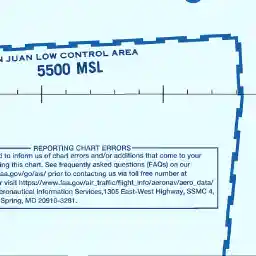 N JUAN LOW CONTROL AREA
5500 MSL
REPORTING CHART ERRORS
d to inform us of chart errors and/or additions that come to your
ing this chart. See frequently asked questions (FAQs) on our
aa.gov/go/ais/ prior to contacting us via toll free number at
r visit https://www.faa.gov/air_traffic/flight_info/aeronav/aero_data/
eronautical Information Services,1305 East-West Highway, SSMC 4,
Spring, MD 20910-3281.